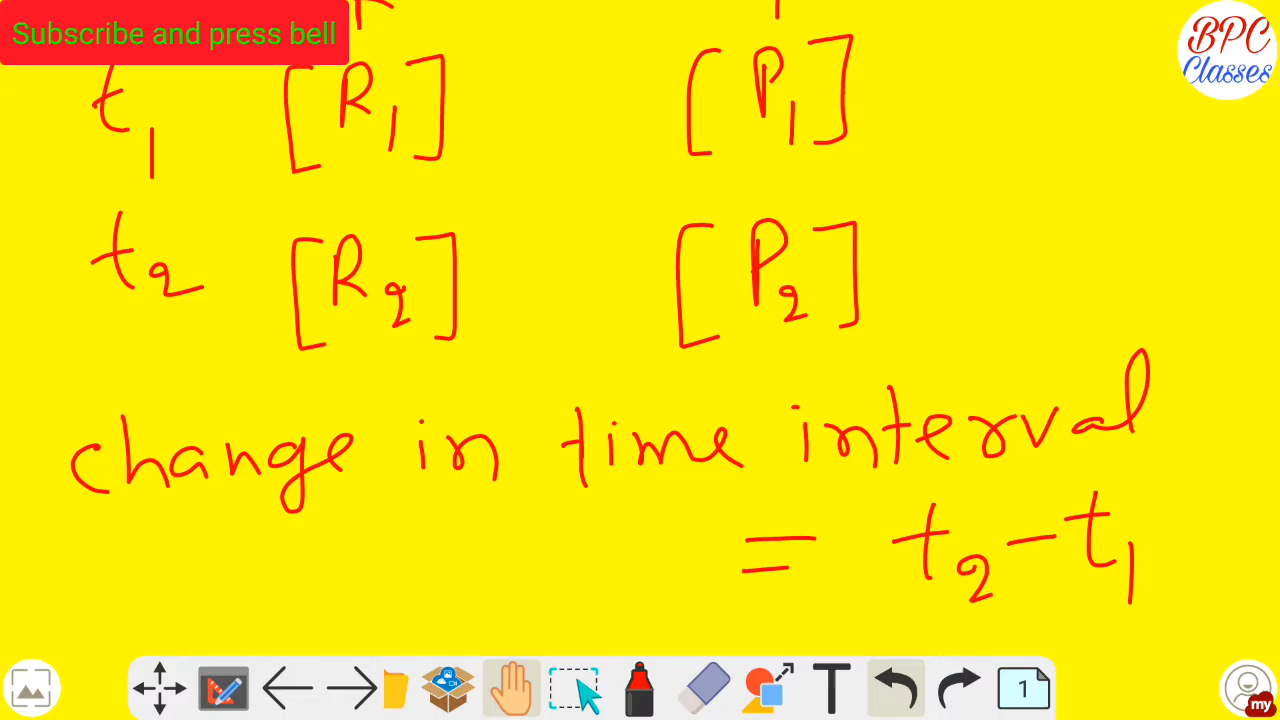 Subscribe and press bell
BPC
Classes
t₁ [R₁] [P₁]
t₂ [R₂] [P₂]
change in time interval
= t₂ - t₁
1
my